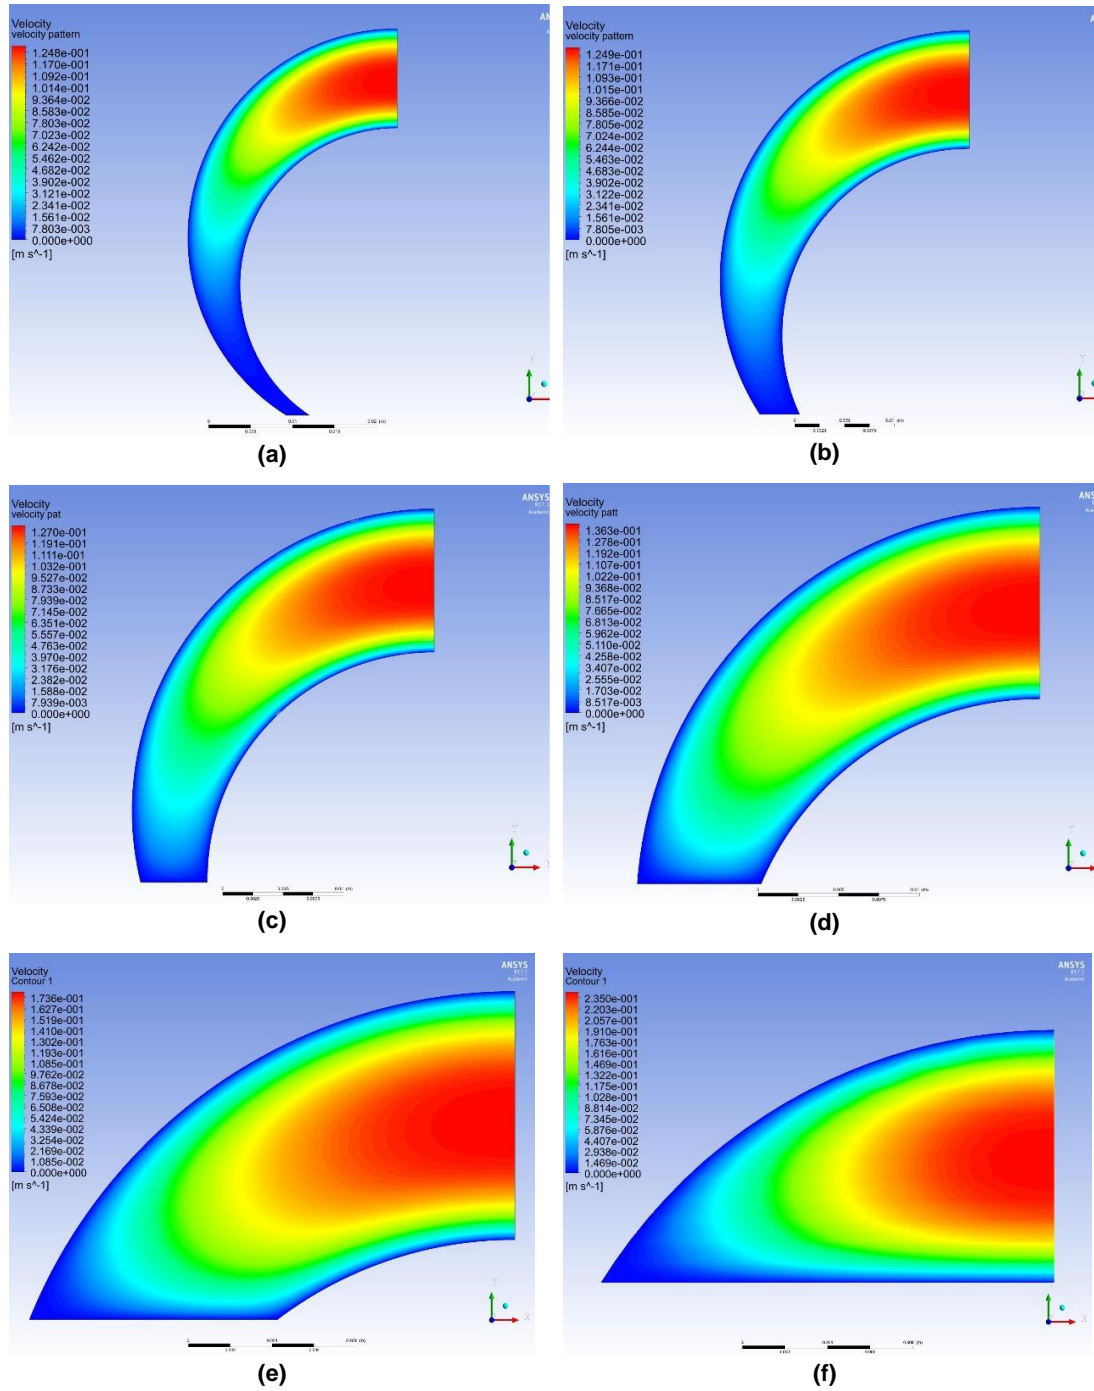 Velocity
velocity pattern
1.248e-001
1.170e-001
1.092e-001
1.014e-001
9.364e-002
8.583e-002
7.803e-002
7.023e-002
6.242e-002
5.462e-002
4.682e-002
3.902e-002
3.121e-002
2.341e-002
1.561e-002
7.803e-003
0.000e+000
[m s^-1]
ANSYS
Y
(a)
Velocity
velocity pattern
1.249e-001
1.171e-001
1.093e-001
1.015e-001
9.366e-002
8.585e-002
7.805e-002
7.024e-002
6.244e-002
5.463e-002
4.683e-002
3.902e-002
3.122e-002
2.341e-002
1.561e-002
7.805e-003
0.000e+000
[m s^-1]
Y
(b)
Velocity
velocity pat
1.270e-001
1.191e-001
1.111e-001
1.032e-001
9.527e-002
8.733e-002
7.939e-002
7.145e-002
6.351e-002
5.557e-002
4.763e-002
3.970e-002
3.176e-002
2.382e-002
1.588e-002
7.939e-003
0.000e+000
[m s^-1]
ANSYS
R17.1
Academic
Y
X
(c)
Velocity
velocity patt
1.363e-001
1.278e-001
1.192e-001
1.107e-001
1.022e-001
9.368e-002
8.517e-002
7.665e-002
6.813e-002
5.962e-002
5.110e-002
4.258e-002
3.407e-002
2.555e-002
1.703e-002
8.517e-003
0.000e+000
[m s^-1]
Y
(d)
Velocity
Contour 1
1.736e-001
1.627e-001
1.519e-001
1.410e-001
1.302e-001
1.193e-001
1.085e-001
9.762e-002
8.678e-002
7.593e-002
6.508e-002
5.424e-002
4.339e-002
3.254e-002
2.169e-002
1.085e-002
0.000e+000
[m s^-1]
ANSYS
R17.1
Academic
Y
X
(e)
Velocity
Contour 1
2.350e-001
2.203e-001
2.057e-001
1.910e-001
1.763e-001
1.616e-001
1.469e-001
1.322e-001
1.175e-001
1.028e-001
8.814e-002
7.345e-002
5.876e-002
4.407e-002
2.938e-002
1.469e-002
0.000e+000
[m s^-1]
ANSYS
R17.1
Academic
Y
X
(f)